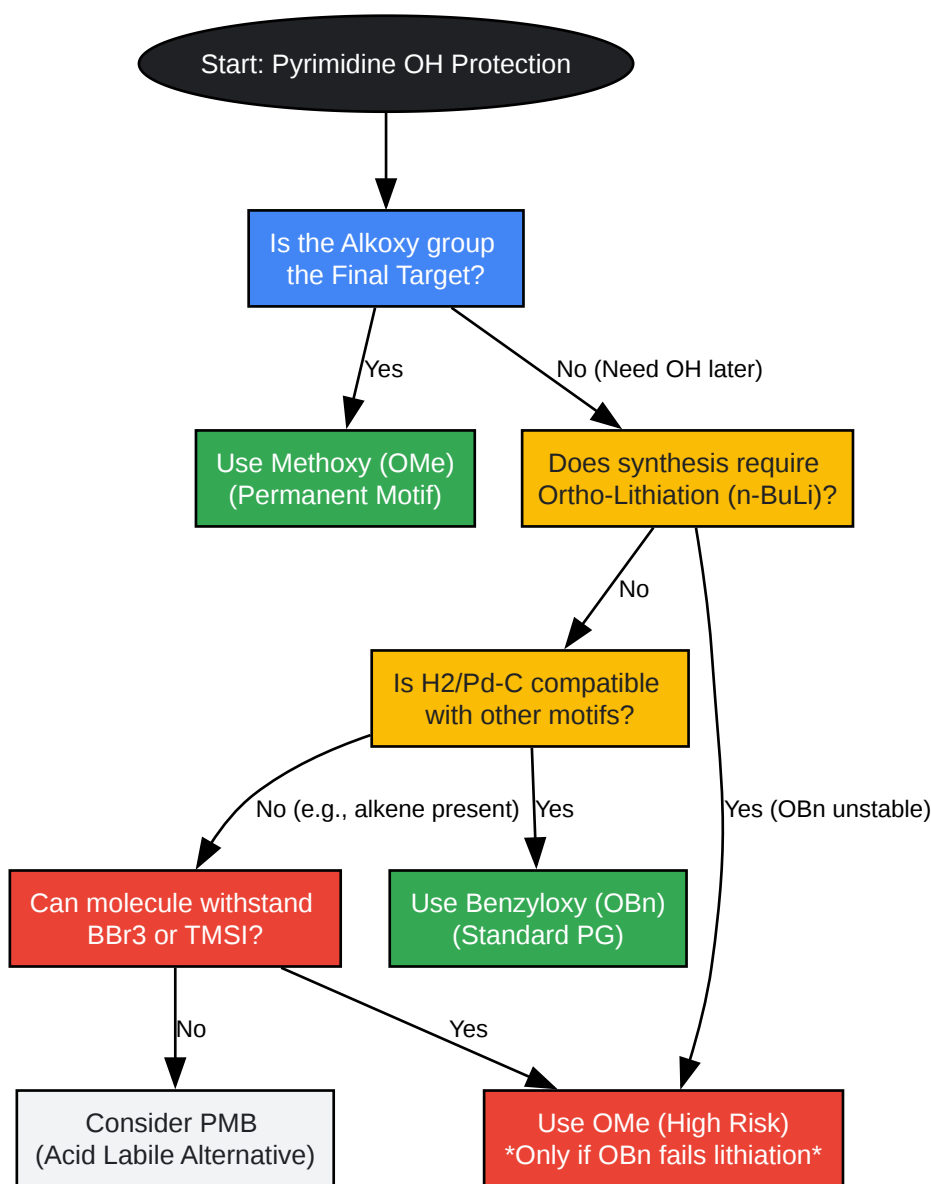 Start: Pyrimidine OH Protection
Is the Alkoxy group
the Final Target?
Yes
No (Need OH later)
Use Methoxy (OMe)
(Permanent Motif)
Does synthesis require
Ortho-Lithiation (n-BuLi)?
No
Is H2/Pd-C compatible
with other motifs?
No (e.g., alkene present)
Yes
Yes (OBn unstable)
Can molecule withstand
BBr3 or TMSI?
Use Benzyloxy (OBn)
(Standard PG)
No
Yes
Consider PMB
(Acid Labile Alternative)
Use OMe (High Risk)
*Only if OBn fails lithiation*